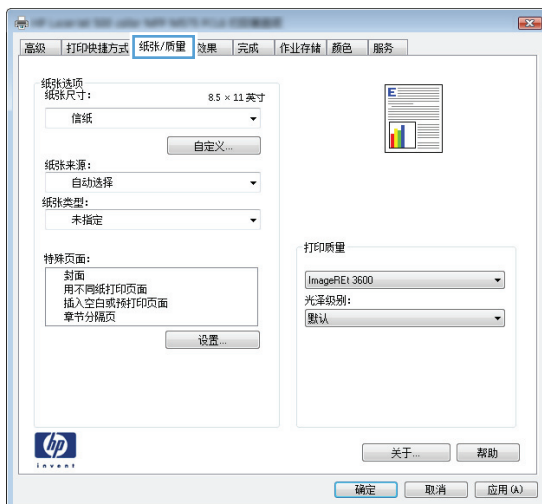 高级 打印快捷方式 纸张/质量 效果 完成 作业存储 颜色 服务
纸张选项
纸张尺寸: 8.5 × 11 英寸
信纸
自定义...
纸张来源:
自动选择
纸张类型:
未指定
特殊页面:
封面
用不同纸打印页面
插入空白或预打印页面
章节分隔页
设置...
E
打印质量
ImageREt 3600
光泽级别:
默认
hp
invent
关于... 帮助
确定 取消 应用(A)